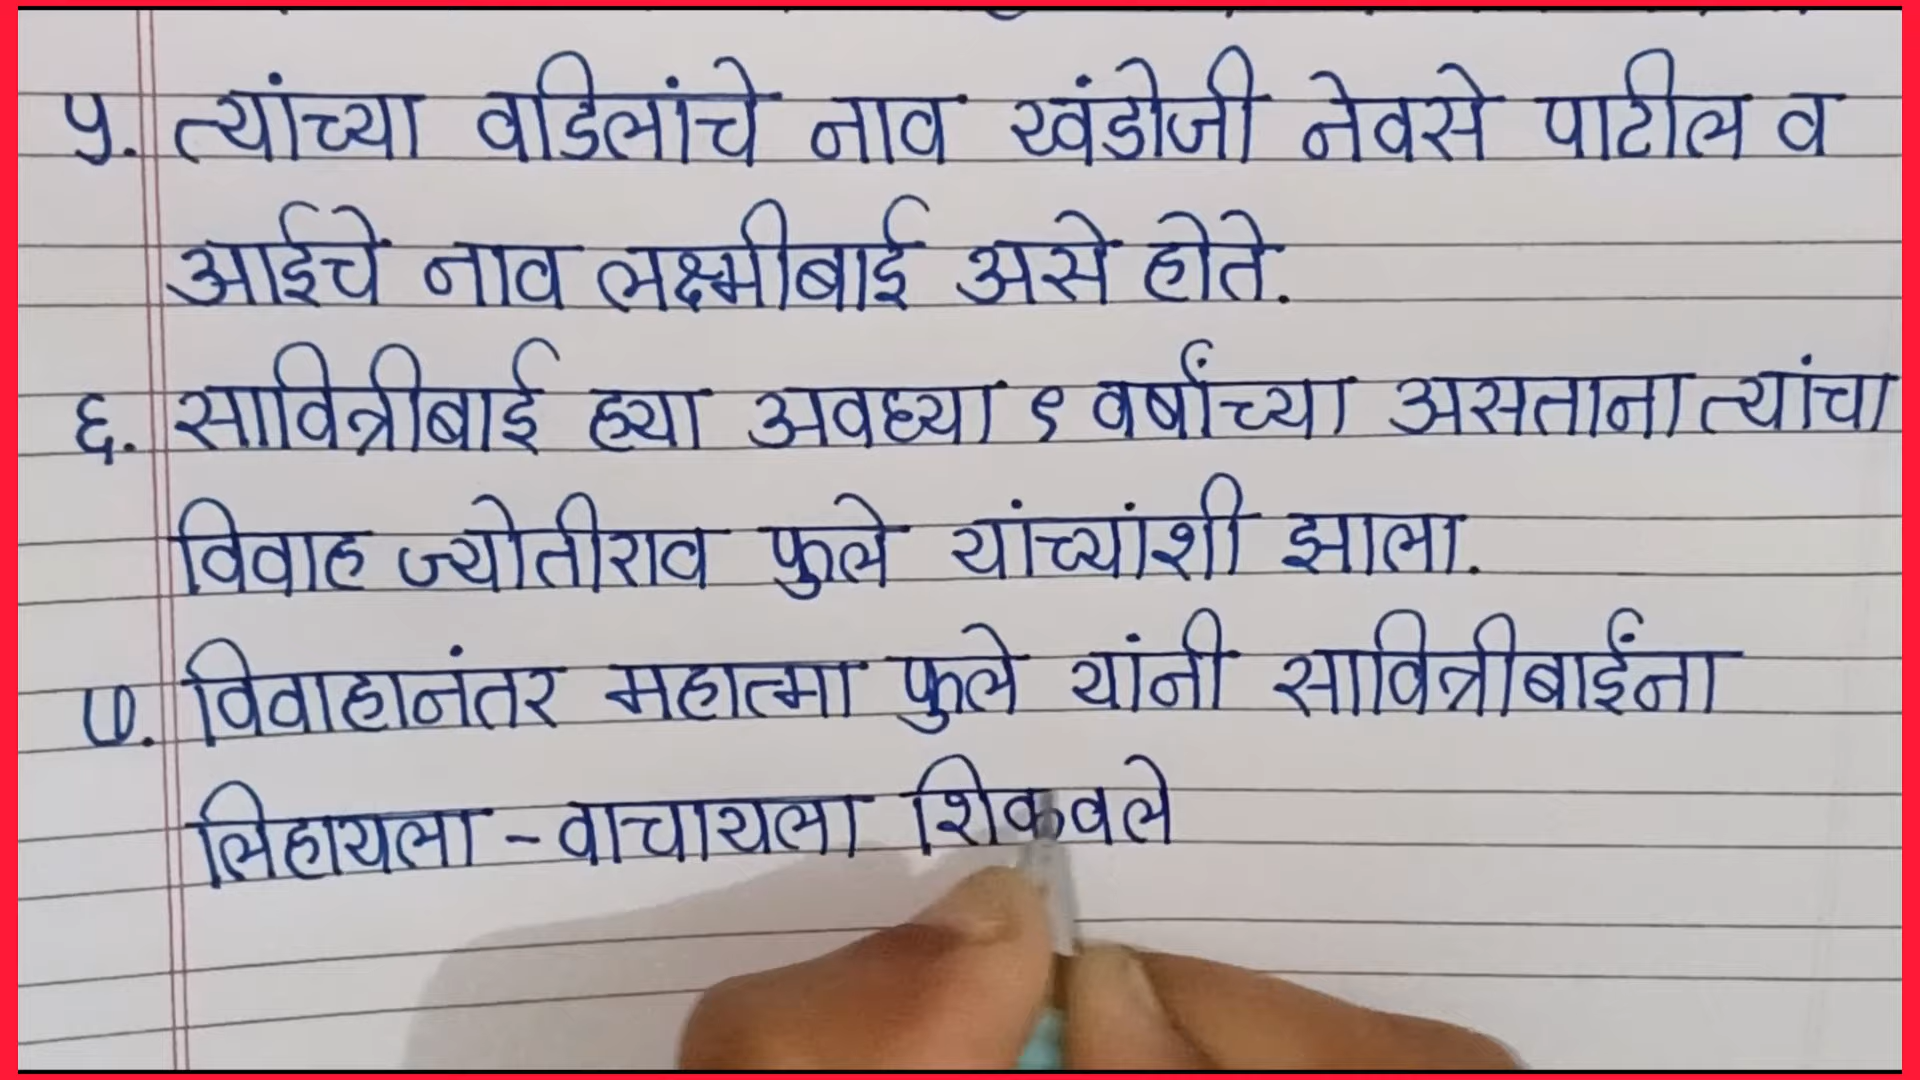 ५. त्यांच्या वडिलांचे नाव खंडोजी नेवसे पाटील व
आईचे नाव लक्ष्मीबाई असे होते.
६. सावित्रीबाई ह्या अवघ्या ९ वर्षांच्या असताना त्यांचा
विवाह ज्योतीराव फुले यांच्यांशी झाला.
७. विवाहानंतर महात्मा फुले यांनी सावित्रीबाईंना
लिहायला - वाचायला शिकवले